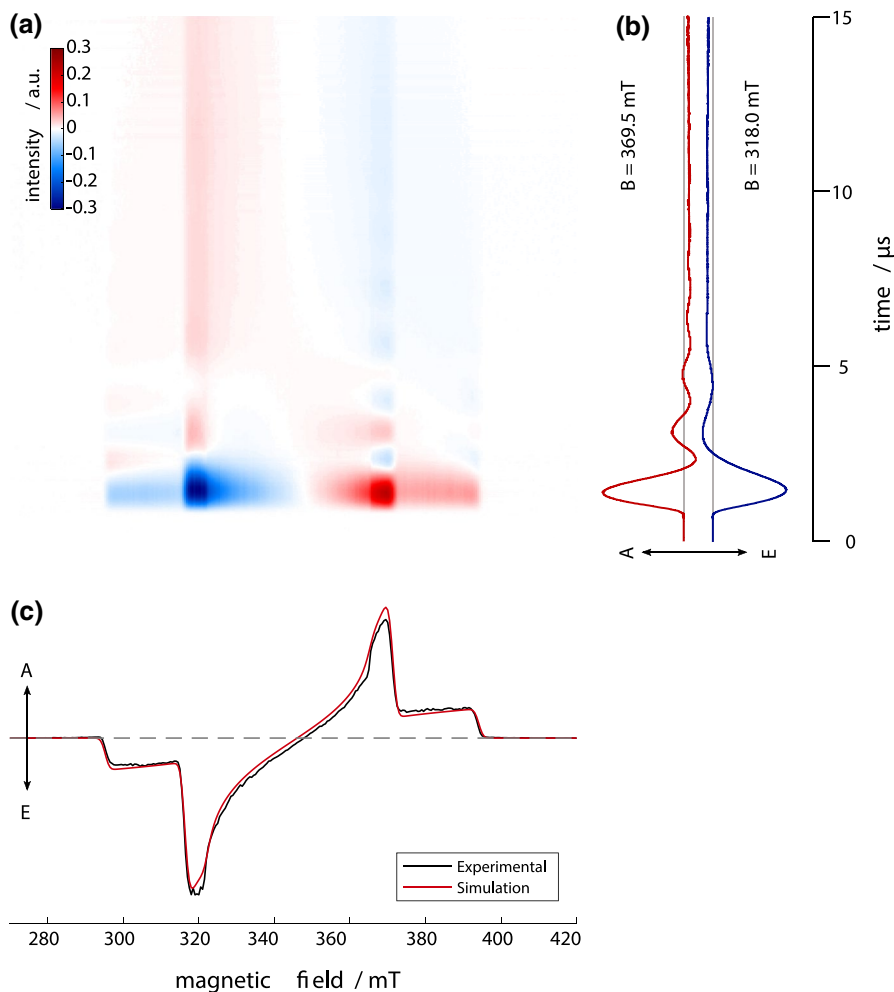 (a)
intensity / a.u.
0.3
0.2
0.1
0
-0.1
-0.2
-0.3
(b)
B = 369.5 mT
B = 318.0 mT
15
10
5
0
time / µs
A
E
(c)
A
E
Experimental
Simulation
280
300
320
340
360
380
400
420
magnetic field / mT